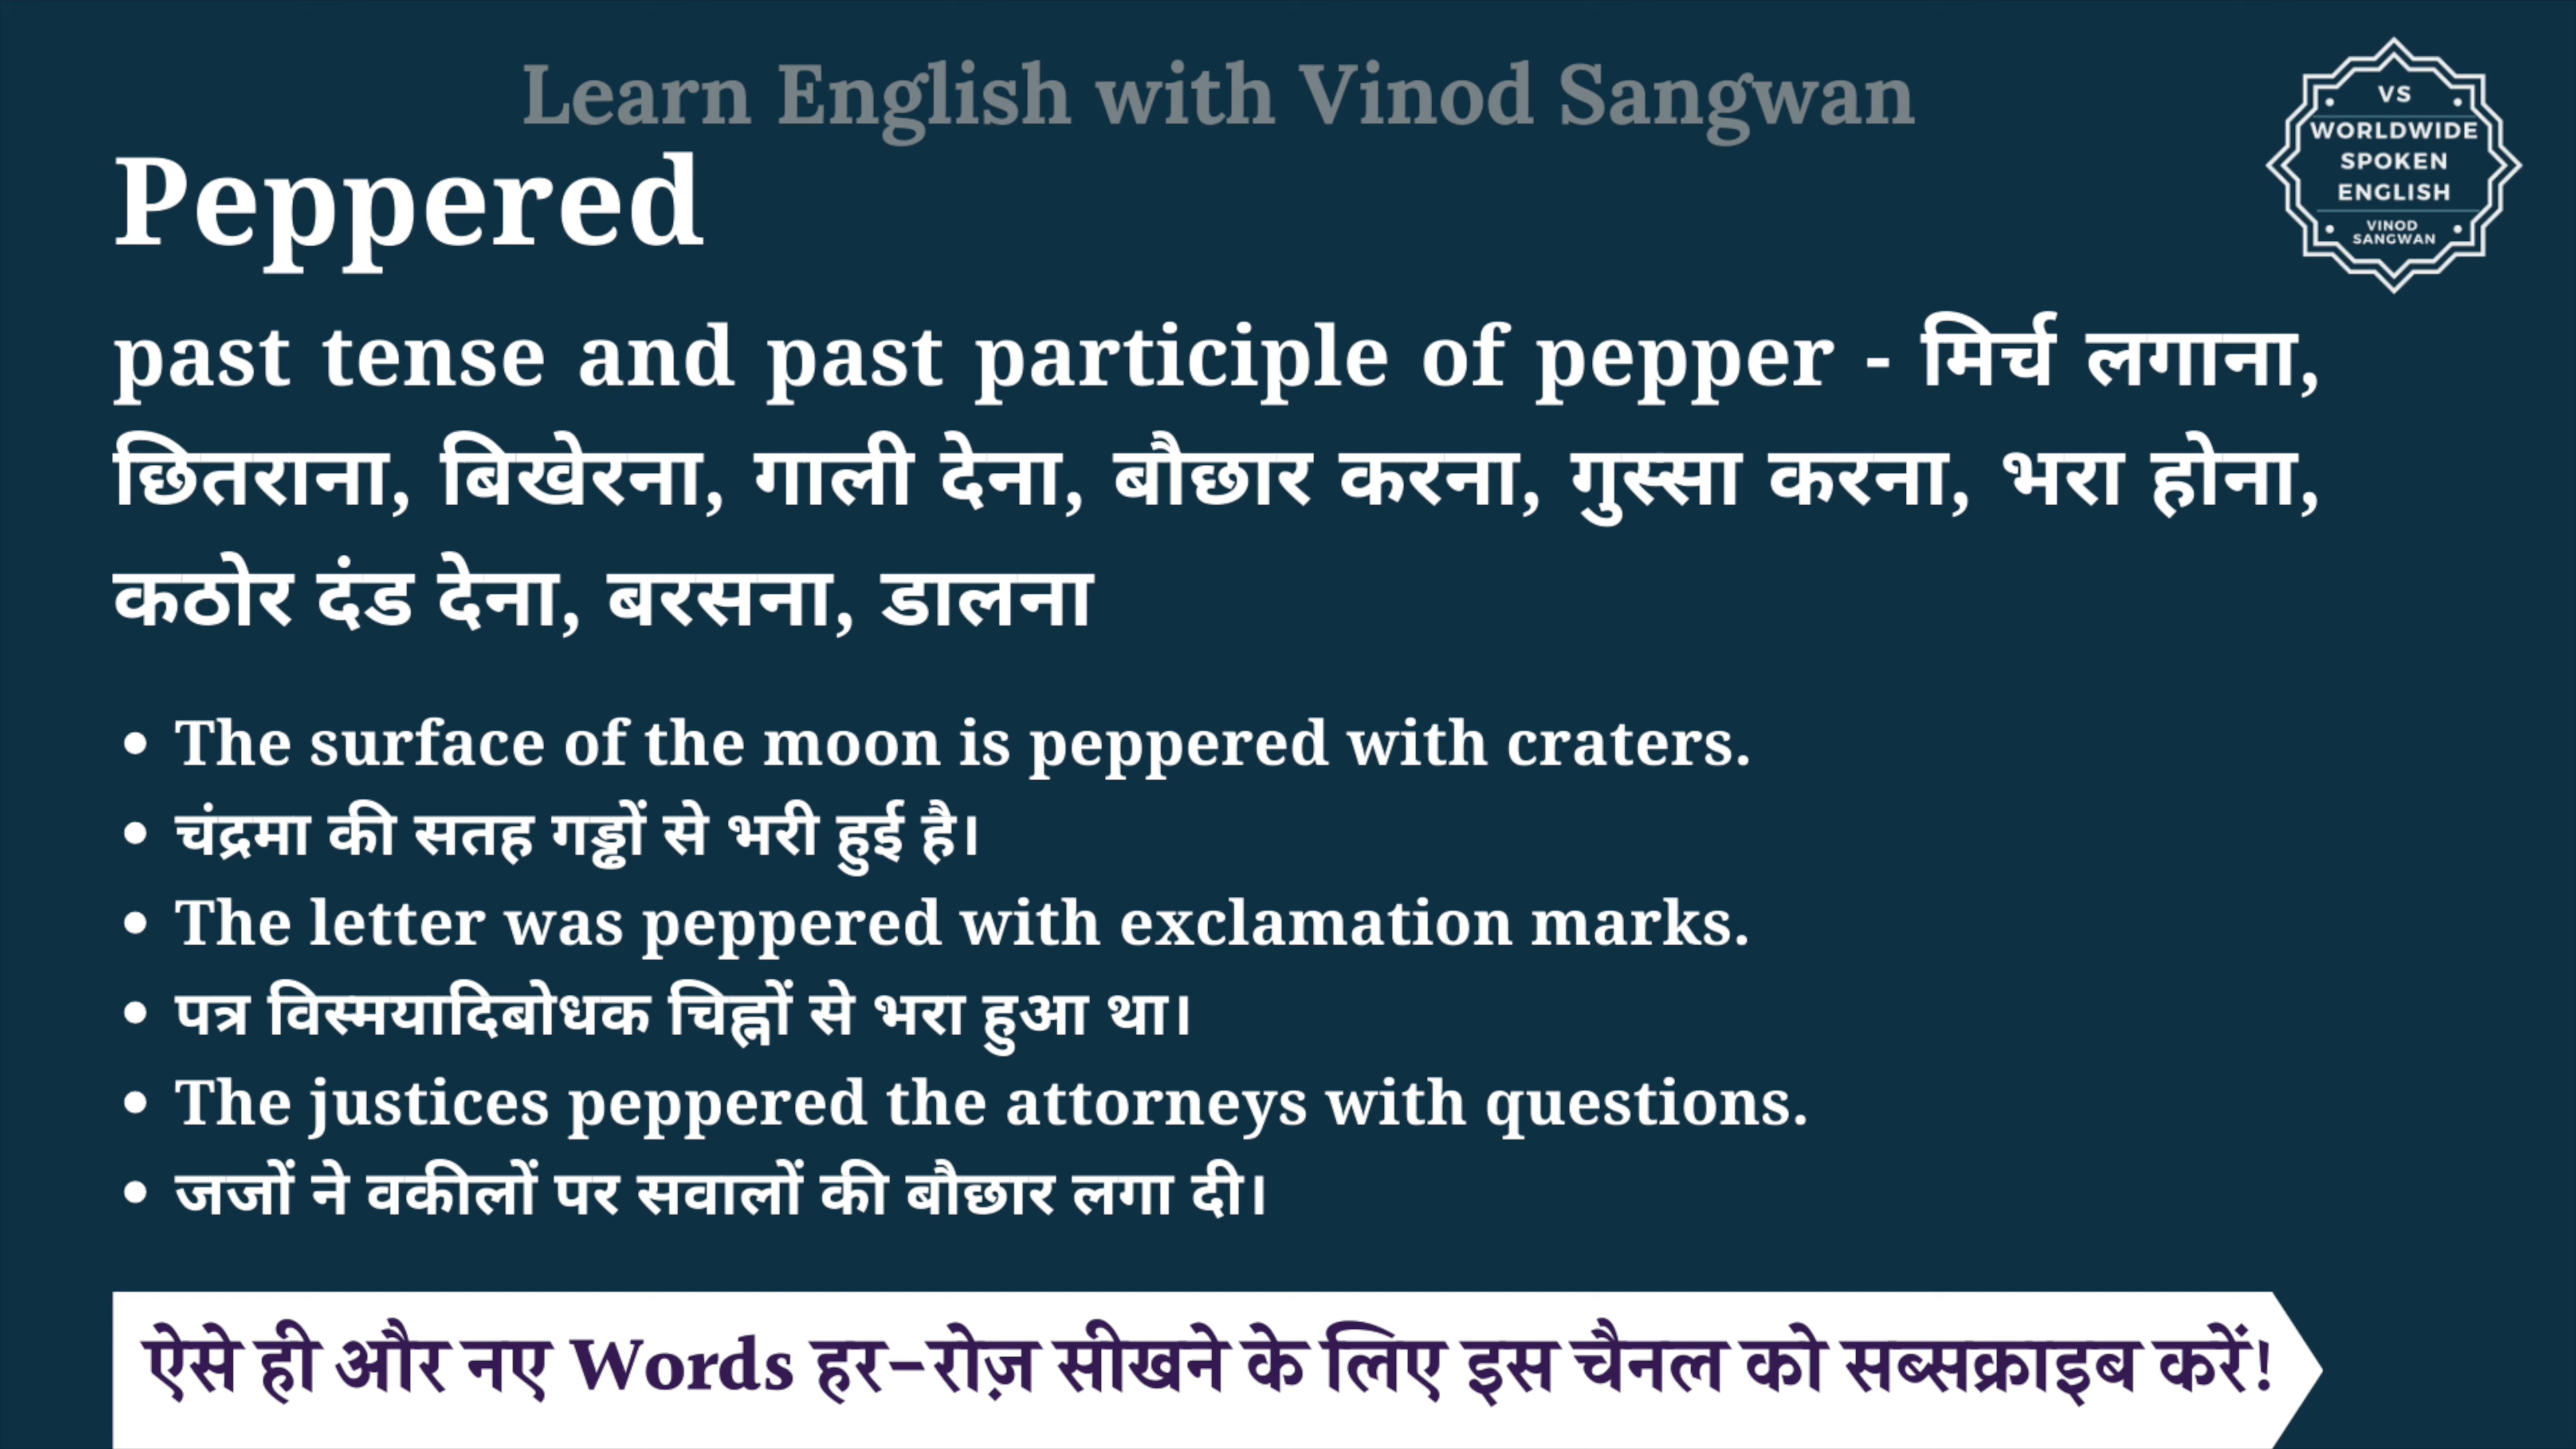 Learn English with Vinod Sangwan
VS
WORLDWIDE
SPOKEN
ENGLISH
VINOD
SANGWAN
Peppered
past tense and past participle of pepper - मिर्च लगाना,
छितराना, बिखेरना, गाली देना, बौछार करना, गुस्सा करना, भरा होना,
कठोर दंड देना, बरसना, डालना
• The surface of the moon is peppered with craters.
• चंद्रमा की सतह गड्ढों से भरी हुई है।
• The letter was peppered with exclamation marks.
• पत्र विस्मयादिबोधक चिह्नों से भरा हुआ था।
• The justices peppered the attorneys with questions.
• जजों ने वकीलों पर सवालों की बौछार लगा दी।
ऐसे ही और नए Words हर-रोज़ सीखने के लिए इस चैनल को सब्सक्राइब करें!